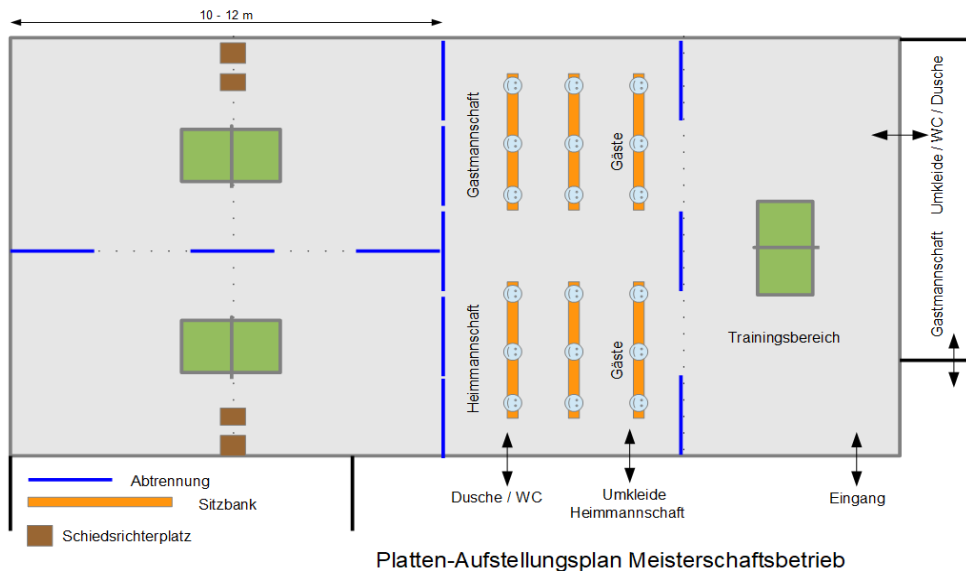 10 - 12 m
Gastmannschaft
Gäste
Umkleide / WC / Dusche
Gastmannschaft
Heimmannschaft
Gäste
Trainingsbereich
Abtrennung
Sitzbank
Schiedsrichterplatz
Dusche / WC
Umkleide
Heimmannschaft
Eingang
Platten-Aufstellungsplan Meisterschaftsbetrieb